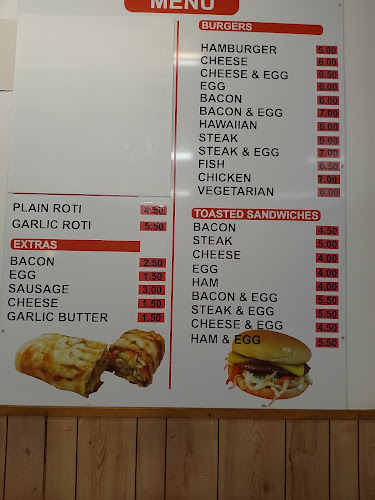 MENU
PLAIN ROTI 4.50
GARLIC ROTI 5.50
EXTRAS
BACON 2.50
EGG 1.50
SAUSAGE 3.00
CHEESE 1.50
GARLIC BUTTER 1.50
BURGERS
HAMBURGER 5.00
CHEESE 6.00
CHEESE & EGG 6.50
EGG 6.00
BACON 6.00
BACON & EGG 7.00
HAWAIIAN 6.00
STEAK 6.00
STEAK & EGG 7.00
FISH 6.50
CHICKEN 7.00
VEGETARIAN 6.00
TOASTED SANDWICHES
BACON 4.50
STEAK 5.00
CHEESE 4.00
EGG 4.00
HAM 4.00
BACON & EGG 5.50
STEAK & EGG 5.50
CHEESE & EGG 4.50
HAM & EGG 5.50